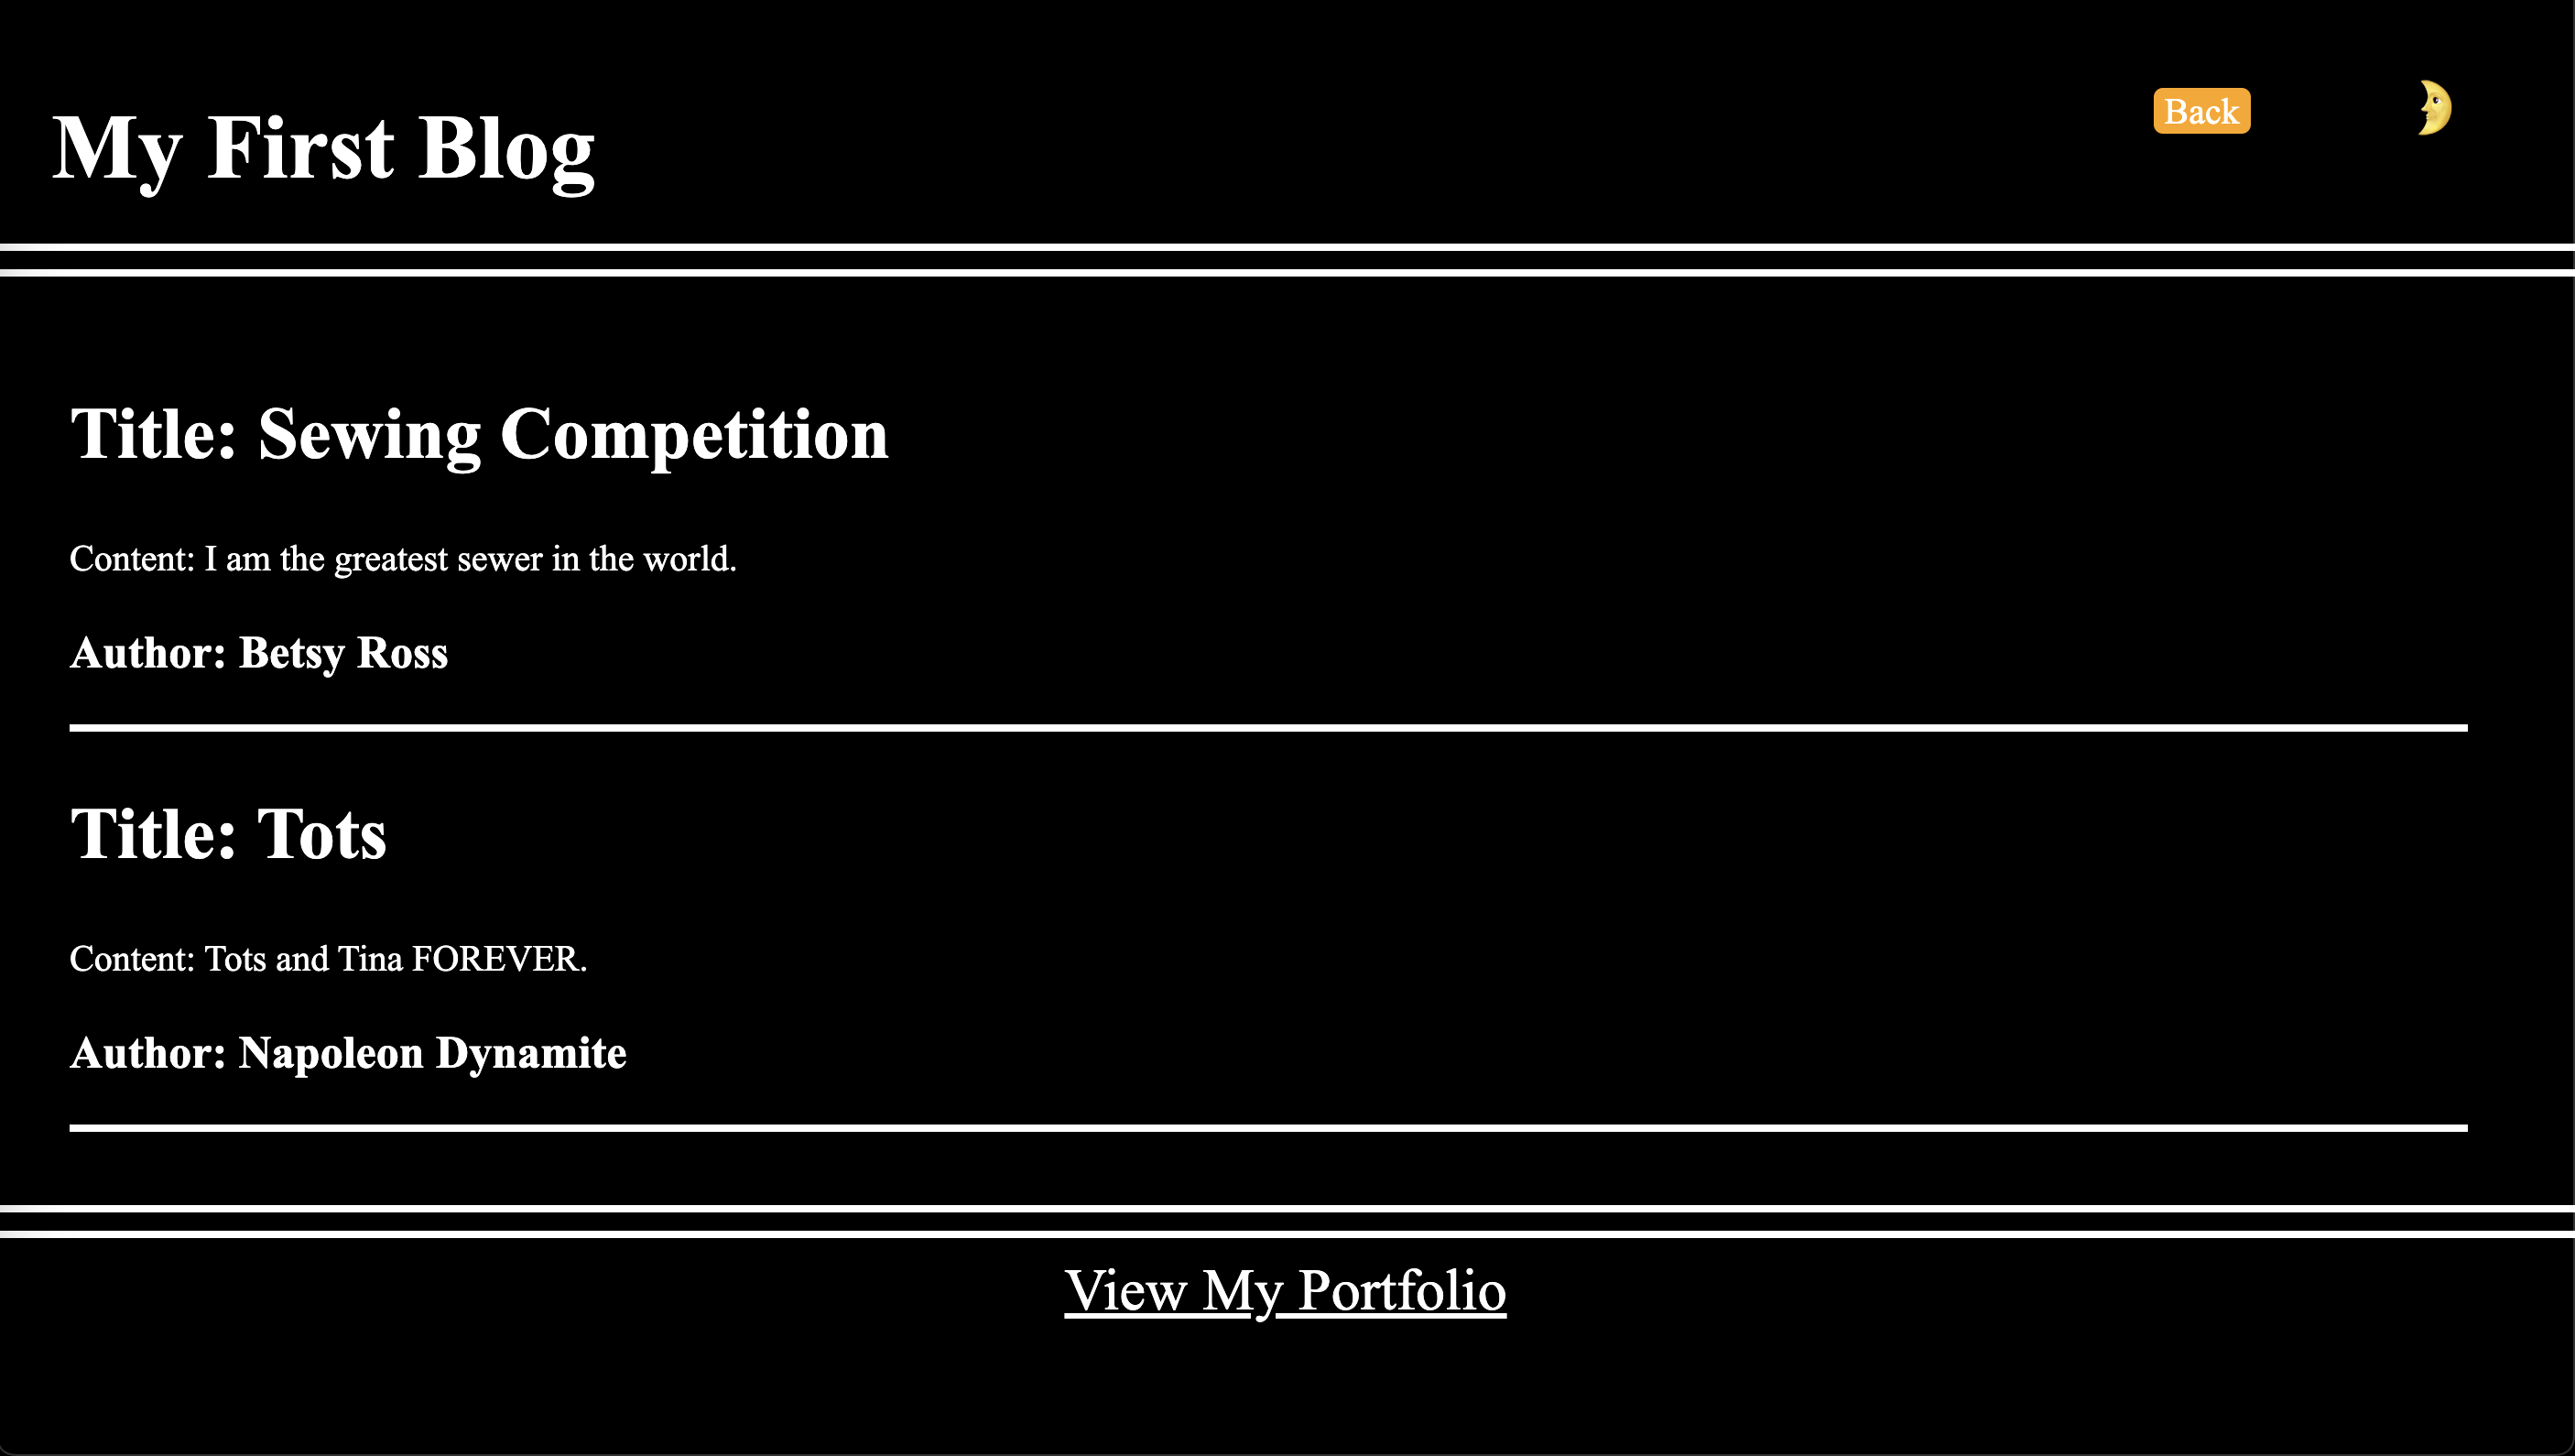 My First Blog
Back
Title: Sewing Competition
Content: I am the greatest sewer in the world.
Author: Betsy Ross
Title: Tots
Content: Tots and Tina FOREVER.
Author: Napoleon Dynamite
View My Portfolio